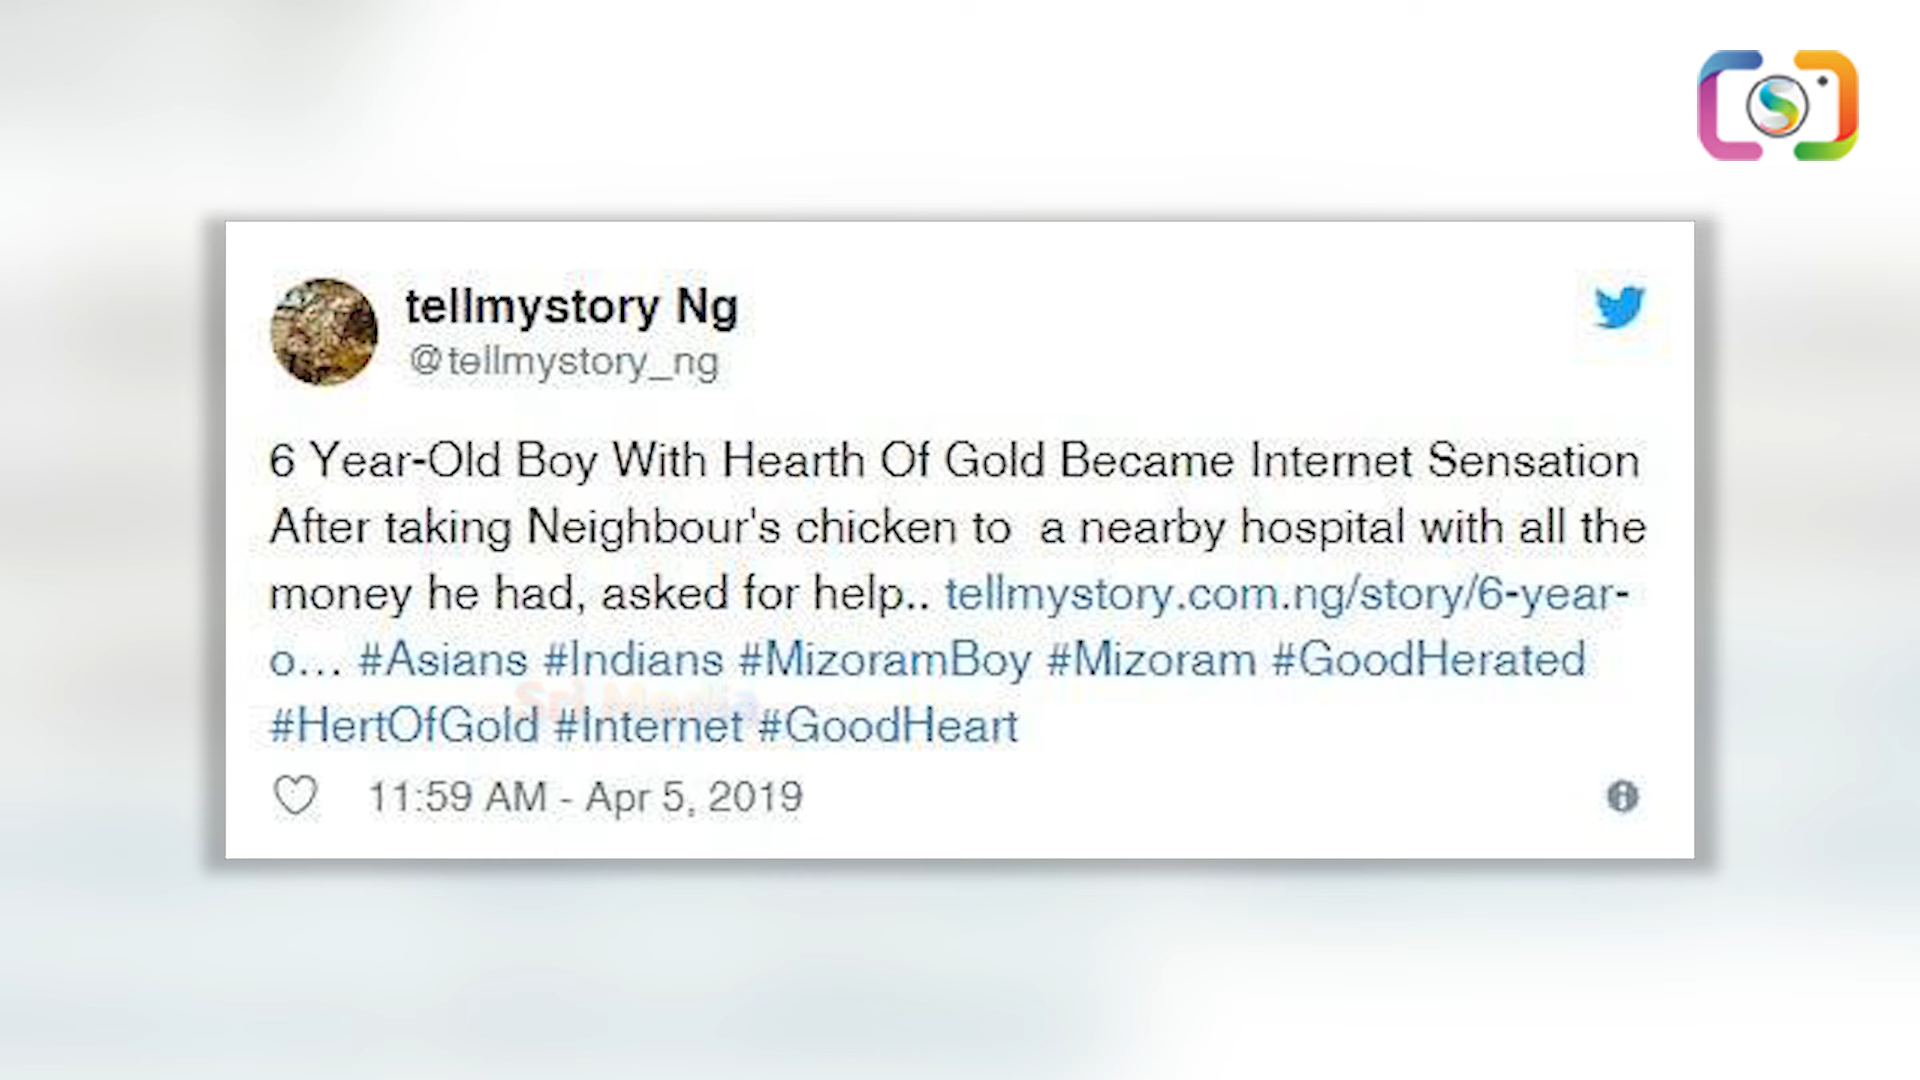 tellmystory Ng
@tellmystory_ng
6 Year-Old Boy With Hearth Of Gold Became Internet Sensation
After taking Neighbour's chicken to a nearby hospital with all the
money he had, asked for help.. tellmystory.com.ng/story/6-year-
o... #Asians #Indians #MizoramBoy #Mizoram #GoodHerated
Sri Media
#HertOfGold #Internet #GoodHeart
11:59 AM - Apr 5, 2019